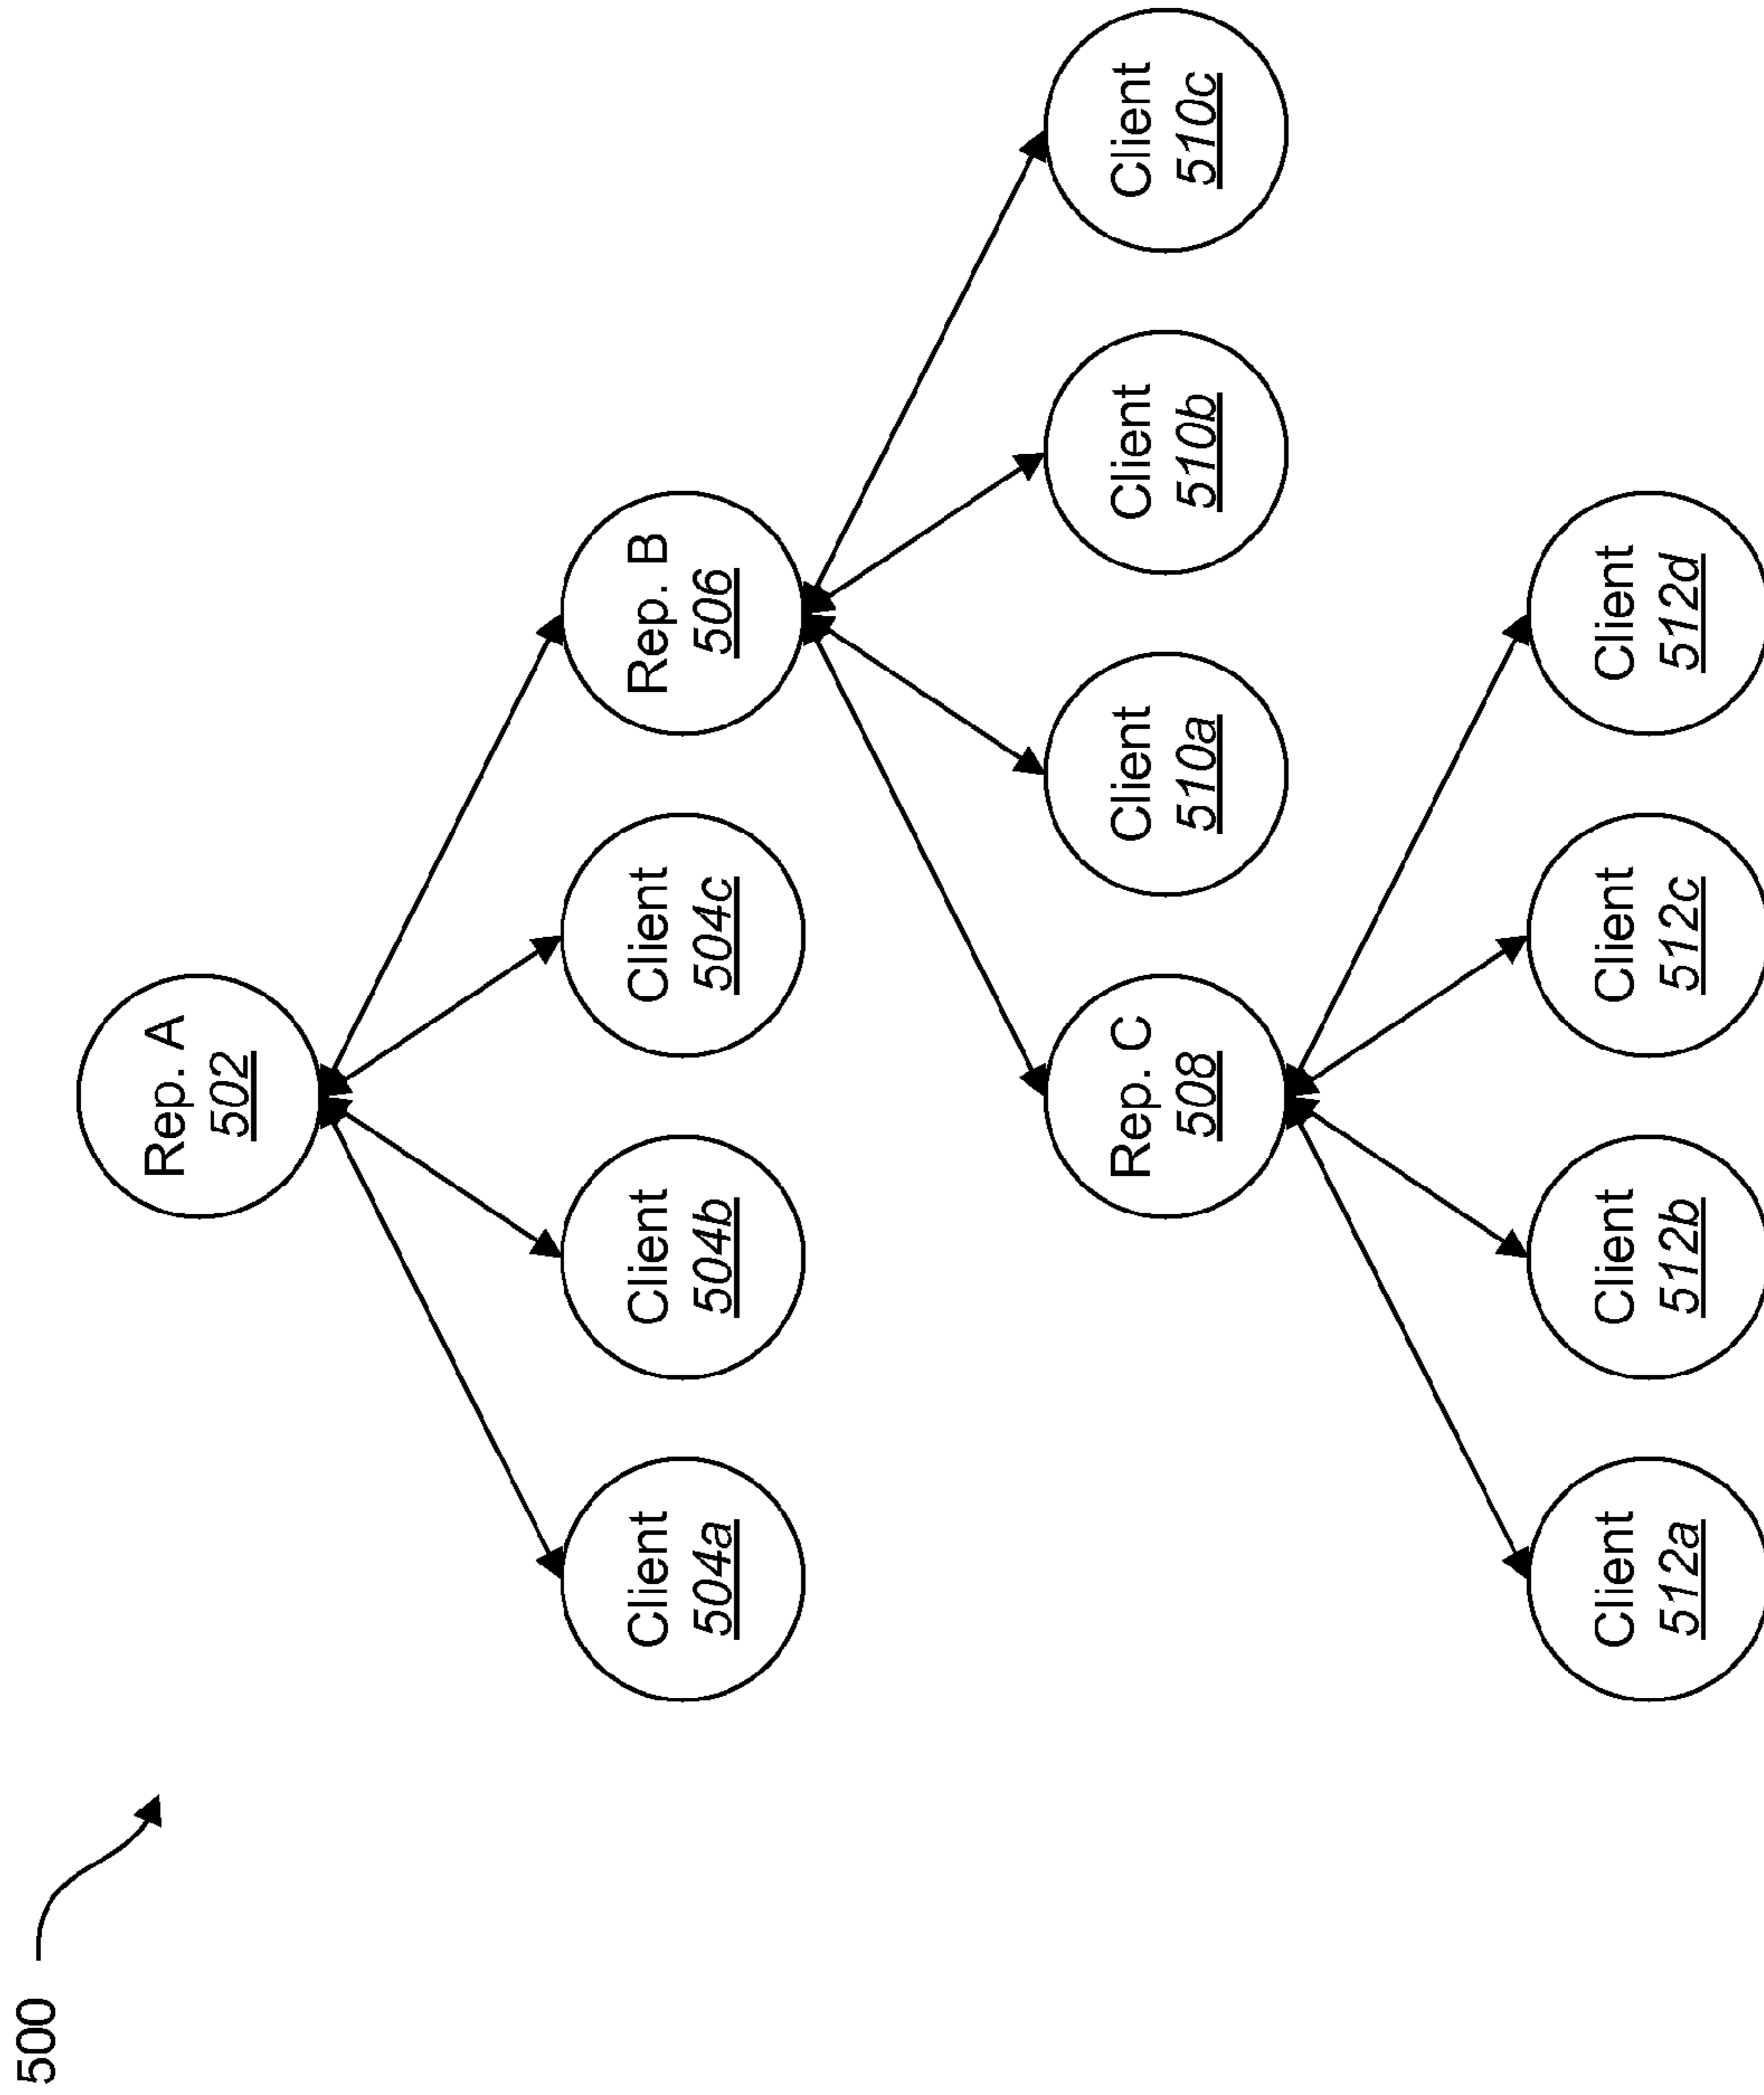 500
Rep. A
502
Client
504a
Client
504b
Client
504c
Rep. B
506
Rep. C
508
Client
510a
Client
510b
Client
510c
Client
512a
Client
512b
Client
512c
Client
512d